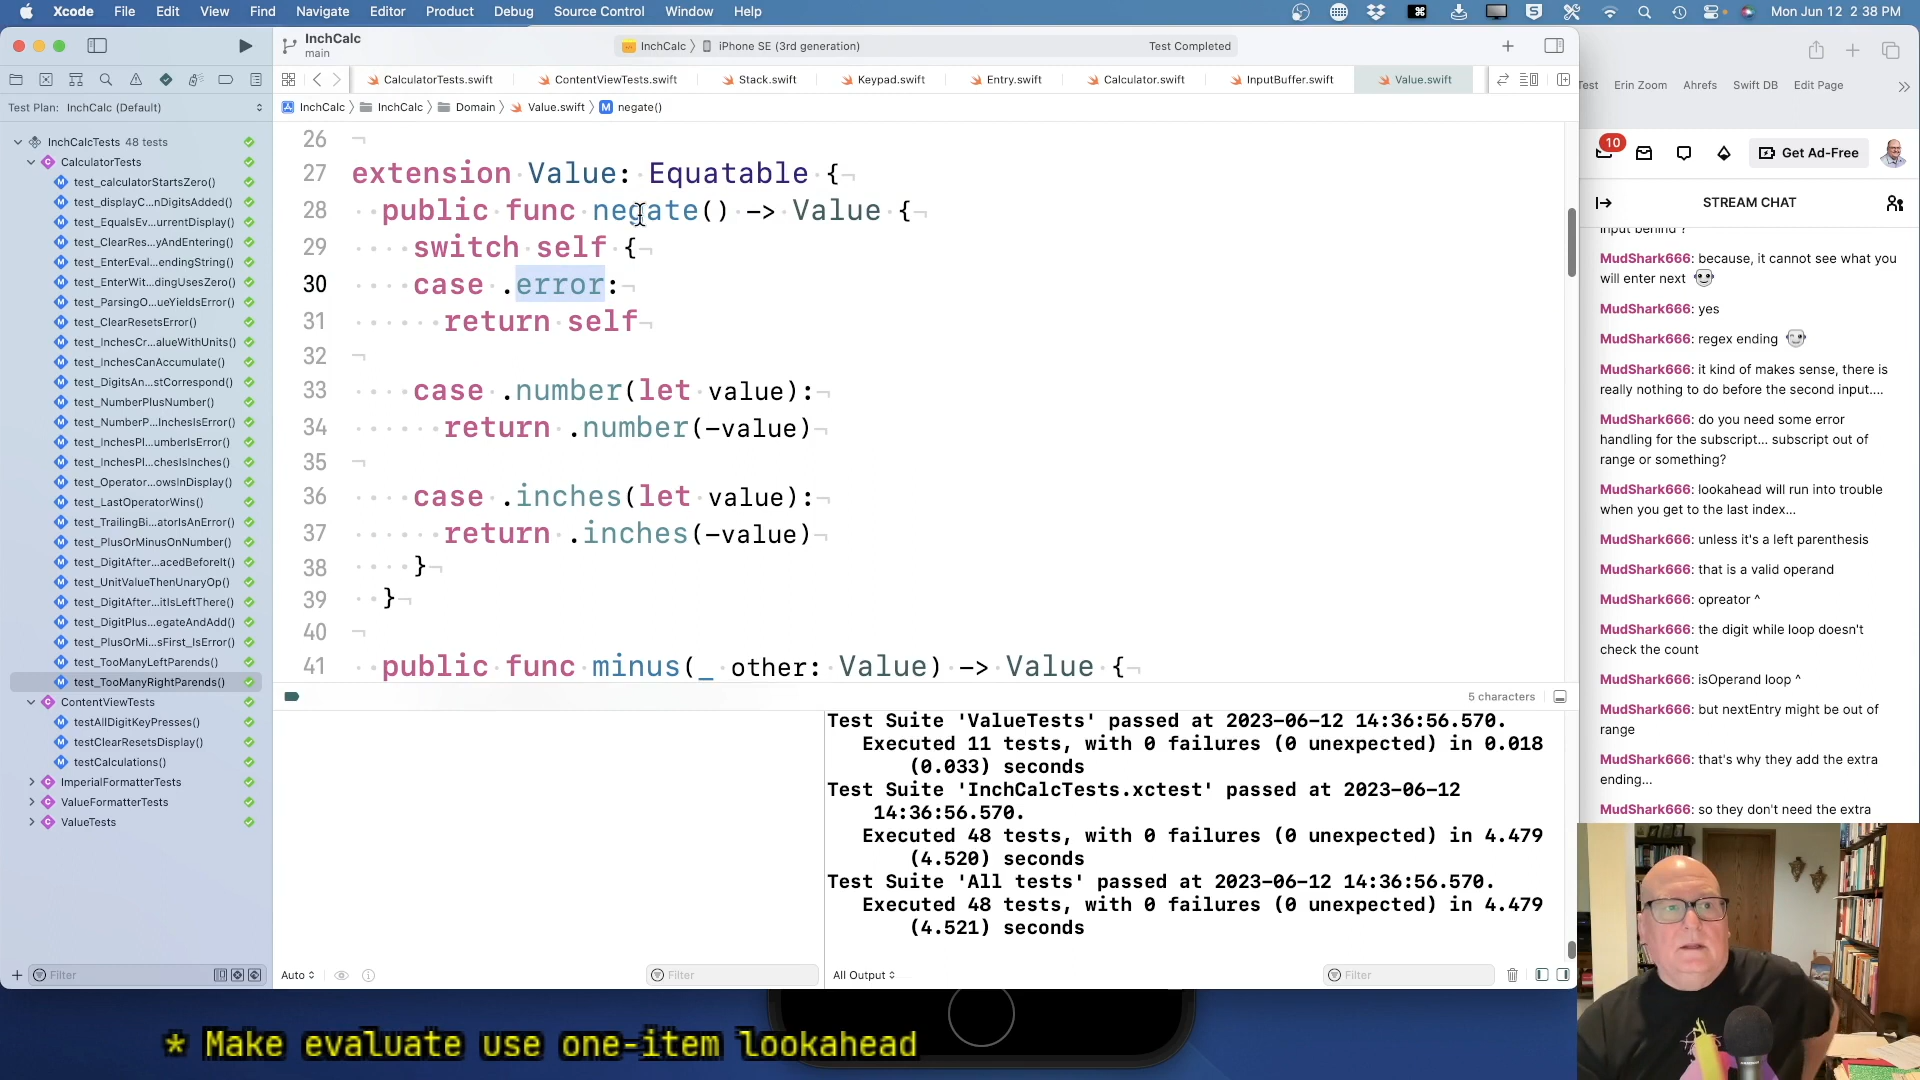 Xcode File Edit View Find Navigate Editor Product Debug Source Control Window Help
Mon Jun 12 2:38 PM
InchCalc
main
InchCalc
iPhone SE (3rd generation)
Test Completed
CalculatorTests.swift
ContentViewTests.swift
Stack.swift
Keypad.swift
Entry.swift
Calculator.swift
InputBuffer.swift
Value.swift
Test Plan: InchCalc (Default)
InchCalc
InchCalc
Domain
Value.swift
negate()
InchCalcTests 48 tests
CalculatorTests
test_calculatorStartsZero()
test_displayC...nDigitsAdded()
test_EqualsEv...urrentDisplay()
test_ClearRes...yAndEntering()
test_EnterEval...endingString()
test_EnterWit...dingUsesZero()
test_ParsingO...ueYieldsError()
test_ClearResetsError()
test_InchesCr...alueWithUnits()
test_InchesCanAccumulate()
test_DigitsAn...stCorrespond()
test_NumberPlusNumber()
test_NumberP...InchesIsError()
test_InchesPl...umberIsError()
test_InchesPl...chesIsInches()
test_Operator...owsInDisplay()
test_LastOperatorWins()
test_TrailingBi...atorIsAnError()
test_PlusOrMinusOnNumber()
test_DigitAfter...acedBeforeIt()
test_UnitValueThenUnaryOp()
test_DigitAfter...itIsLeftThere()
test_DigitPlus...egateAndAdd()
test_PlusOrMi...sFirst_IsError()
test_TooManyLeftParends()
test_TooManyRightParends()
ContentViewTests
testAllDigitKeyPresses()
testClearResetsDisplay()
testCalculations()
ImperialFormatterTests
ValueFormatterTests
ValueTests
Filter
26
27 extension Value: Equatable {
28 public func negate() -> Value {
29 switch self {
30 case .error:
31 return self
32
33 case .number(let value):
34 return .number(-value)
35
36 case .inches(let value):
37 return .inches(-value)
38 }
39 }
40
41 public func minus(_ other: Value) -> Value {
5 characters
Test Suite 'ValueTests' passed at 2023-06-12 14:36:56.570.
Executed 11 tests, with 0 failures (0 unexpected) in 0.018
(0.033) seconds
Test Suite 'InchCalcTests.xctest' passed at 2023-06-12
14:36:56.570.
Executed 48 tests, with 0 failures (0 unexpected) in 4.479
(4.520) seconds
Test Suite 'All tests' passed at 2023-06-12 14:36:56.570.
Executed 48 tests, with 0 failures (0 unexpected) in 4.479
(4.521) seconds
Auto
Filter
All Output
Filter
Test Erin Zoom Ahrefs Swift DB Edit Page
10
Get Ad-Free
STREAM CHAT
input behind ?
MudShark666: because, it cannot see what you
will enter next
MudShark666: yes
MudShark666: regex ending
MudShark666: it kind of makes sense, there is
really nothing to do before the second input....
MudShark666: do you need some error
handling for the subscript... subscript out of
range or something?
MudShark666: lookahead will run into trouble
when you get to the last index...
MudShark666: unless it's a left parenthesis
MudShark666: that is a valid operand
MudShark666: opreator ^
MudShark666: the digit while loop doesn't
check the count
MudShark666: isOperand loop ^
MudShark666: but nextEntry might be out of
range
MudShark666: that's why they add the extra
ending...
MudShark666: so they don't need the extra
* Make evaluate use one-item lookahead